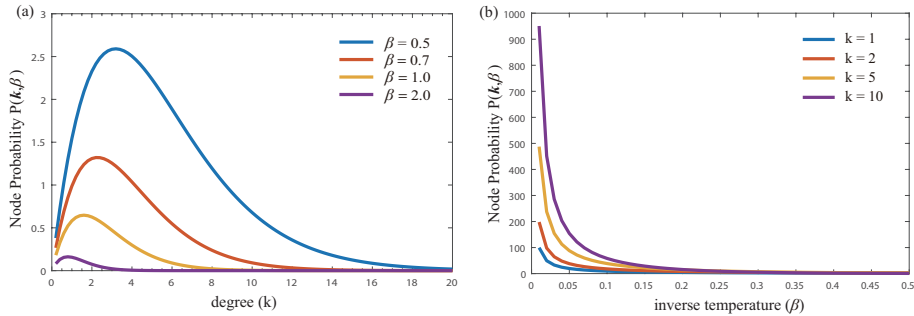 (a)
Node Probability P(k,β)
3
2.5
2
1.5
1
0.5
0
β = 0.5
β = 0.7
β = 1.0
β = 2.0
0 2 4 6 8 10 12 14 16 18 20
degree (k)
(b)
Node Probability P(k,β)
1000
900
800
700
600
500
400
300
200
100
0
k = 1
k = 2
k = 5
k = 10
0 0.05 0.1 0.15 0.2 0.25 0.3 0.35 0.4 0.45 0.5
inverse temperature (β)